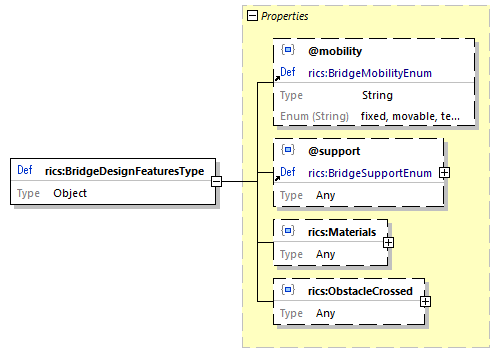 Properties
@mobility
Def rics:BridgeMobilityEnum
Type String
Enum (String) fixed, movable, te...
@support
Def rics:BridgeSupportEnum
Type Any
Def rics:BridgeDesignFeaturesType
Type Object
rics:Materials
Type Any
rics:ObstacleCrossed
Type Any